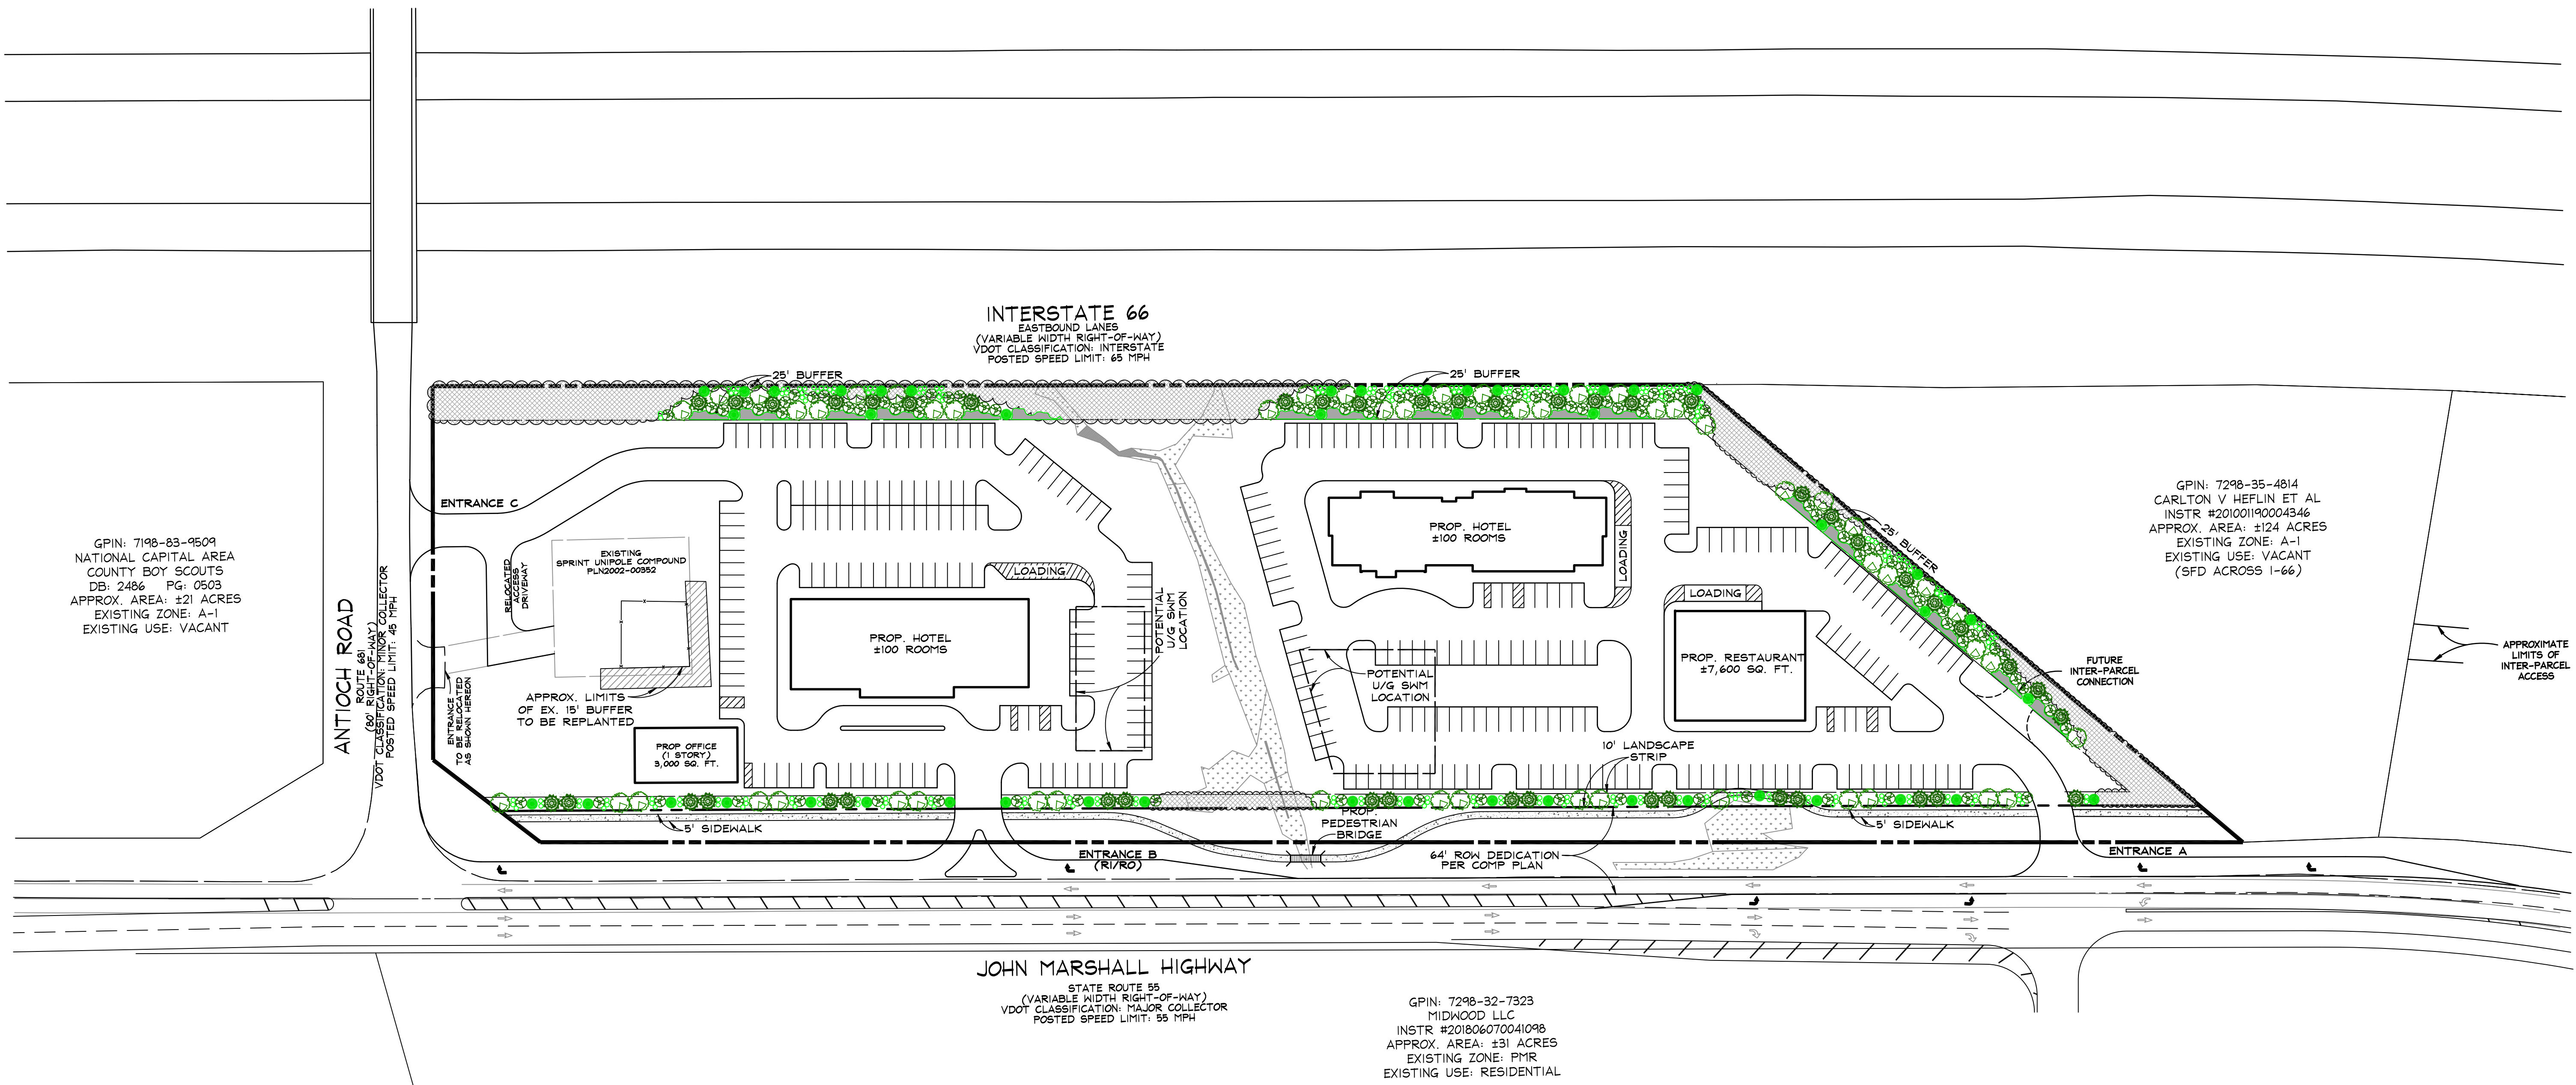 INTERSTATE 66
EASTBOUND LANES
(VARIABLE WIDTH RIGHT-OF-WAY)
VDOT CLASSIFICATION: INTERSTATE
POSTED SPEED LIMIT: 65 MPH
25' BUFFER
25' BUFFER
25' BUFFER
GPIN: 7198-83-9509
NATIONAL CAPITAL AREA
COUNTY BOY SCOUTS
DB: 2486 PG: 0503
APPROX. AREA: ±21 ACRES
EXISTING ZONE: A-1
EXISTING USE: VACANT
ANTIOCH ROAD
ROUTE 681
(80' RIGHT-OF-WAY)
VDOT CLASSIFICATION: MINOR COLLECTOR
POSTED SPEED LIMIT: 45 MPH
ENTRANCE C
RELOCATED
ACCESS
DRIVEWAY
EXISTING
SPRINT UNIPOLE COMPOUND
PLN2002-00352
ENTRANCE
TO BE RELOCATED
AS SHOWN HEREON
APPROX. LIMITS
OF EX. 15' BUFFER
TO BE REPLANTED
PROP OFFICE
(1 STORY)
3,000 SQ. FT.
LOADING
PROP. HOTEL
±100 ROOMS
POTENTIAL
U/G SWM
LOCATION
PROP. HOTEL
±100 ROOMS
LOADING
LOADING
PROP. RESTAURANT
±7,600 SQ. FT.
POTENTIAL
U/G SWM
LOCATION
10' LANDSCAPE
STRIP
FUTURE
INTER-PARCEL
CONNECTION
GPIN: 7298-35-4814
CARLTON V HEFLIN ET AL
INSTR #201001190004346
APPROX. AREA: ±124 ACRES
EXISTING ZONE: A-1
EXISTING USE: VACANT
(SFD ACROSS I-66)
APPROXIMATE
LIMITS OF
INTER-PARCEL
ACCESS
5' SIDEWALK
PROP.
PEDESTRIAN
BRIDGE
5' SIDEWALK
ENTRANCE B
(RI/RO)
64' ROW DEDICATION
PER COMP PLAN
ENTRANCE A
JOHN MARSHALL HIGHWAY
STATE ROUTE 55
(VARIABLE WIDTH RIGHT-OF-WAY)
VDOT CLASSIFICATION: MAJOR COLLECTOR
POSTED SPEED LIMIT: 55 MPH
GPIN: 7298-32-7323
MIDWOOD LLC
INSTR #201806070041098
APPROX. AREA: ±31 ACRES
EXISTING ZONE: PMR
EXISTING USE: RESIDENTIAL